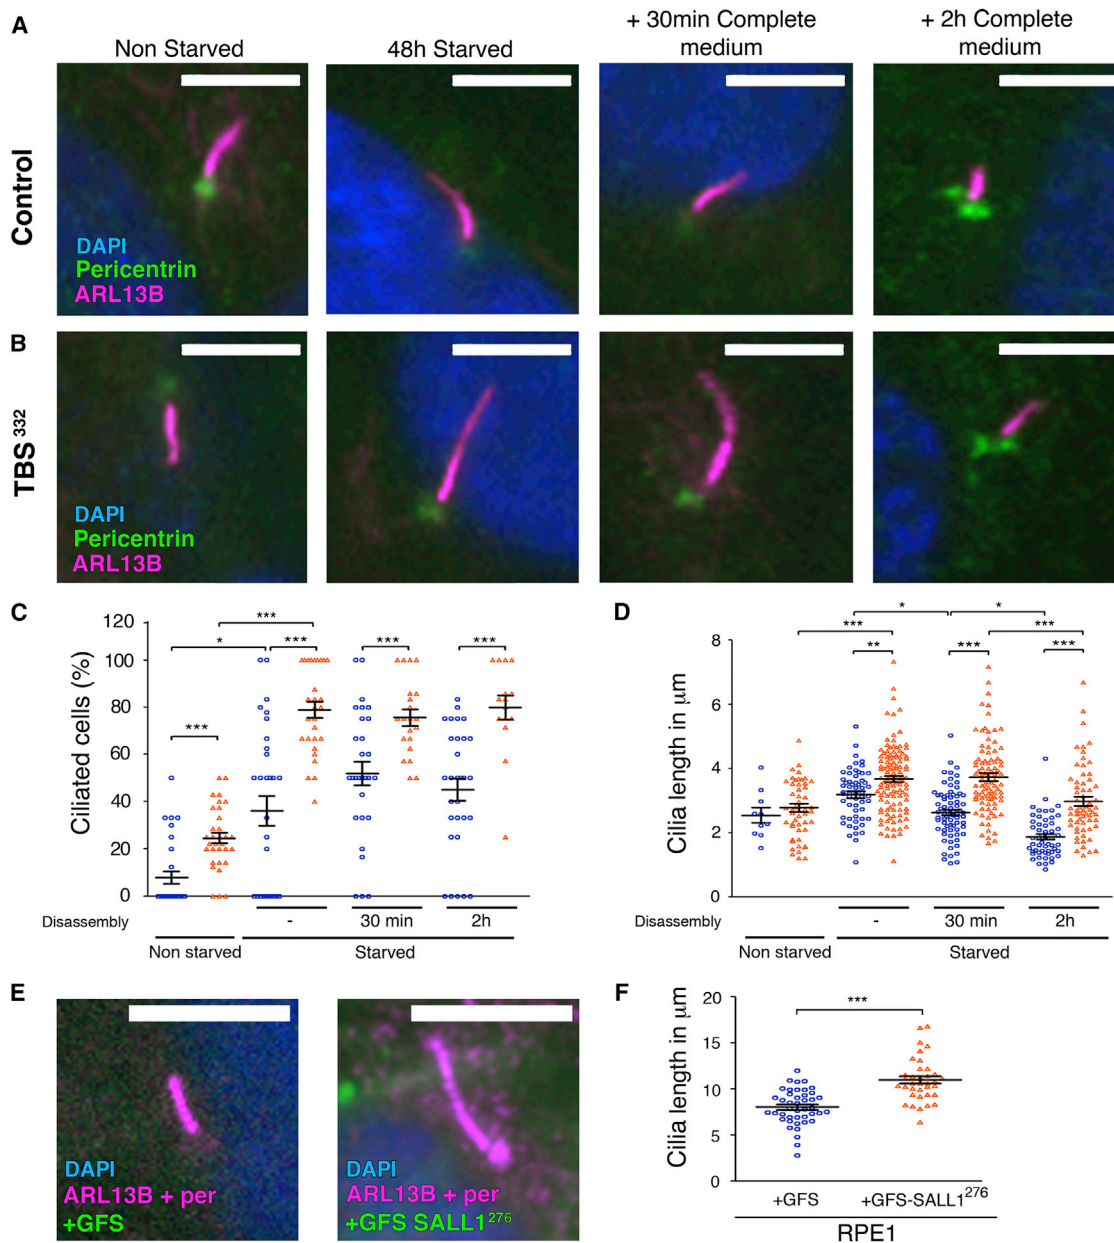 A
Non Starved
48h Starved
+ 30min Complete
medium
+ 2h Complete
medium
Control
DAPI
Pericentrin
ARL13B
B
TBS³³²
DAPI
Pericentrin
ARL13B
C
Ciliated cells (%)
120
100
80
60
40
20
0
***
*
***
***
***
***
Disassembly
-
30 min
2h
Non starved
Starved
D
Cilia length in μm
8
6
4
2
0
*
*
***
***
**
***
***
Disassembly
-
30 min
2h
Non starved
Starved
E
DAPI
ARL13B + per
+GFS
DAPI
ARL13B + per
+GFS SALL1²⁷⁶
F
Cilia length in μm
20
15
10
5
0
***
+GFS
+GFS-SALL1²⁷⁶
RPE1